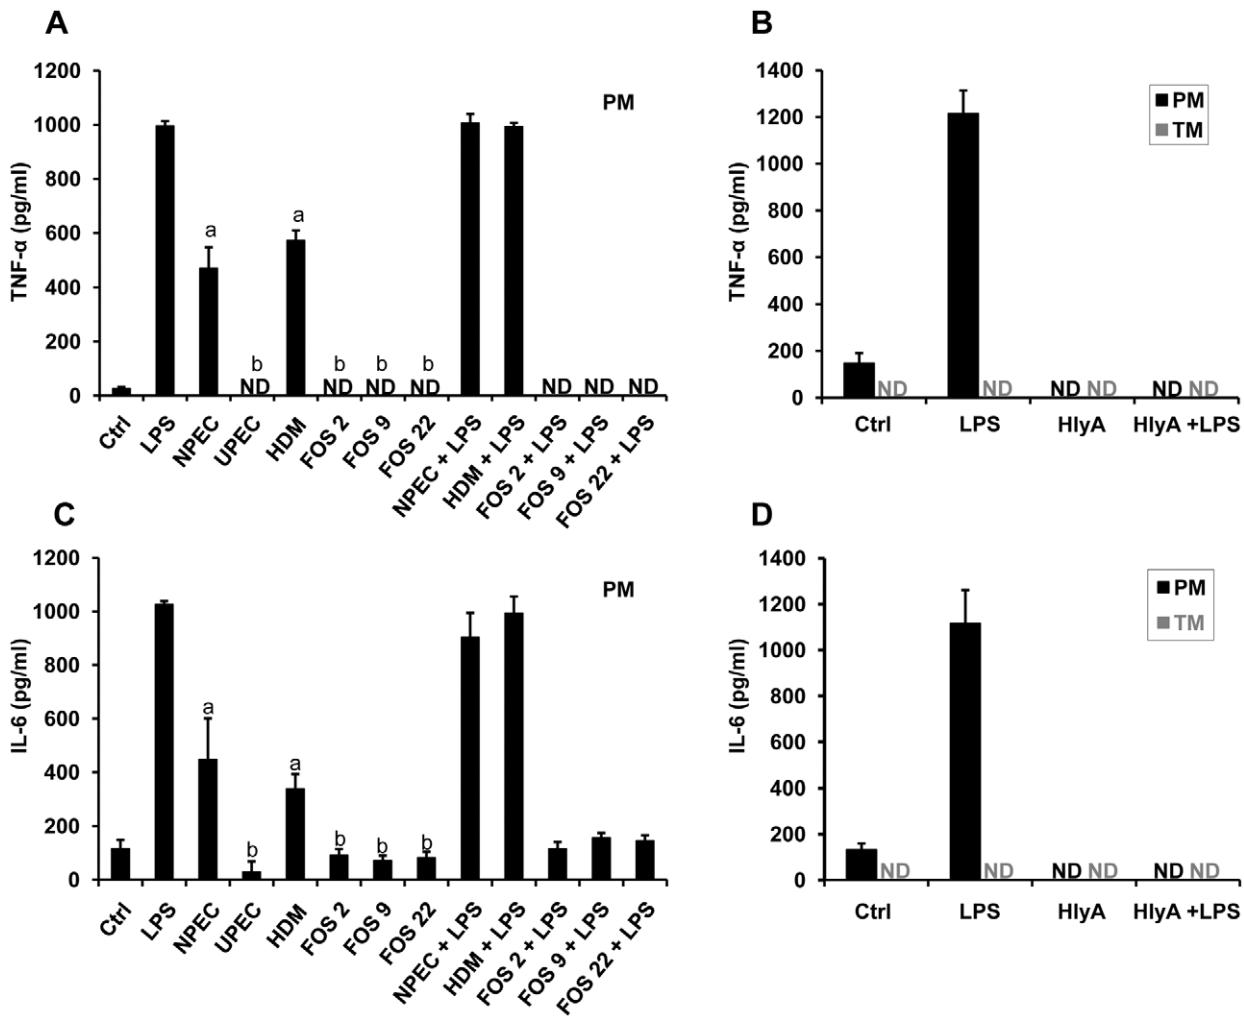 A
TNF-α (pg/ml)
1200
1000
800
600
400
200
0
PM
a
b
ND
a
b
ND
b
ND
b
ND
ND
ND
ND
Ctrl
LPS
NPEC
UPEC
HDM
FOS 2
FOS 9
FOS 22
NPEC + LPS
HDM + LPS
FOS 2 + LPS
FOS 9 + LPS
FOS 22 + LPS
B
TNF-α (pg/ml)
1400
1200
1000
800
600
400
200
0
PM
TM
ND
ND
ND ND
ND ND
Ctrl
LPS
HlyA
HlyA +LPS
C
IL-6 (pg/ml)
1200
1000
800
600
400
200
0
PM
a
b
a
b
b
b
Ctrl
LPS
NPEC
UPEC
HDM
FOS 2
FOS 9
FOS 22
NPEC + LPS
HDM + LPS
FOS 2 + LPS
FOS 9 + LPS
FOS 22 + LPS
D
IL-6 (pg/ml)
1400
1200
1000
800
600
400
200
0
PM
TM
ND
ND
ND ND
ND ND
Ctrl
LPS
HlyA
HlyA +LPS